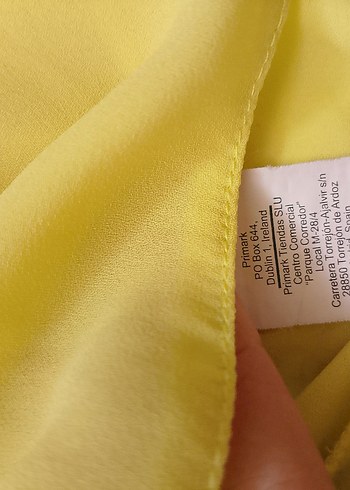 Primark
PO Box 644,
Dublin 1, Ireland
Primark Tiendas SLU
Centro Comercial
"Parque Corredor"
Local M-28/4
Carretera Torrejón-Ajalvir s/n
28850 Torrejón de Ardoz
Spain